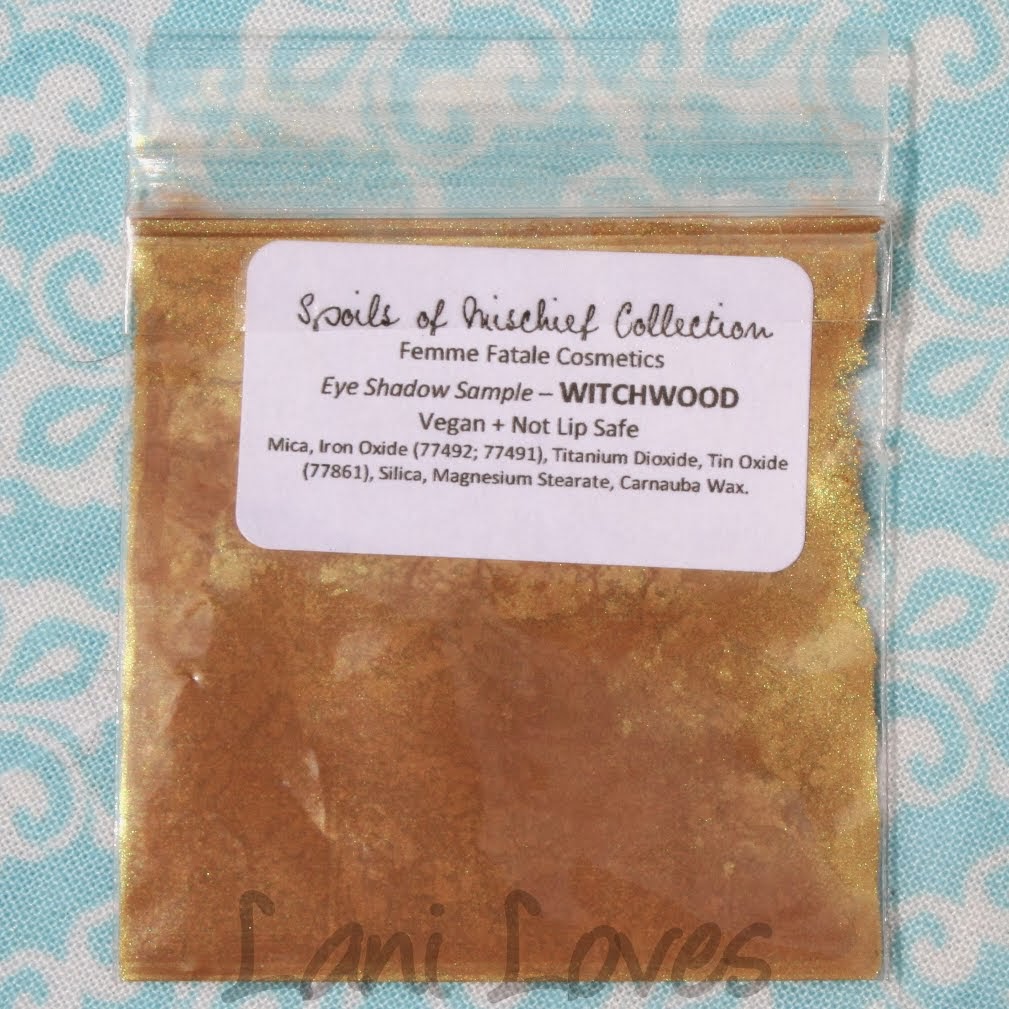 Spoils of Mischief Collection
Femme Fatale Cosmetics
Eye Shadow Sample – WITCHWOOD
Vegan + Not Lip Safe
Mica, Iron Oxide (77492; 77491), Titanium Dioxide, Tin Oxide
(77861), Silica, Magnesium Stearate, Carnauba Wax.
Lani Loves